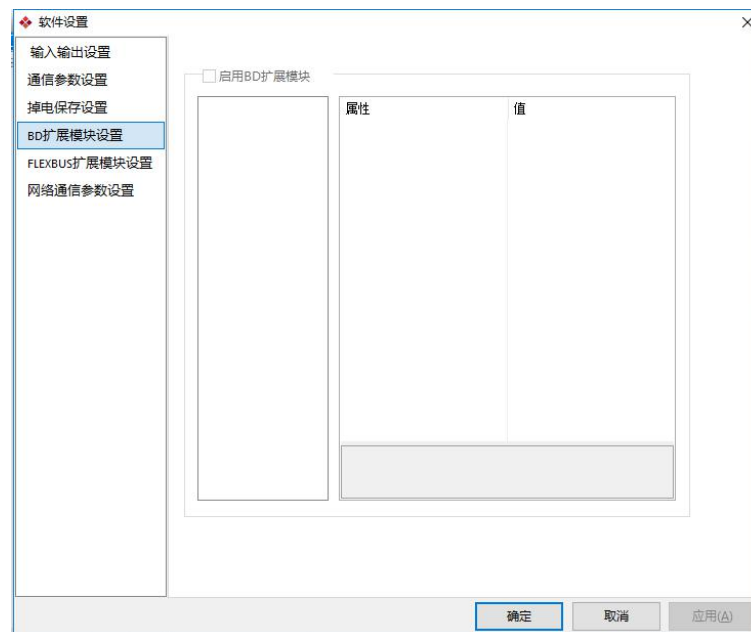 软件设置
输入输出设置
通信参数设置
掉电保存设置
BD扩展模块设置
FLEXBUS扩展模块设置
网络通信参数设置
启用BD扩展模块
属性 值
确定 取消 应用(A)